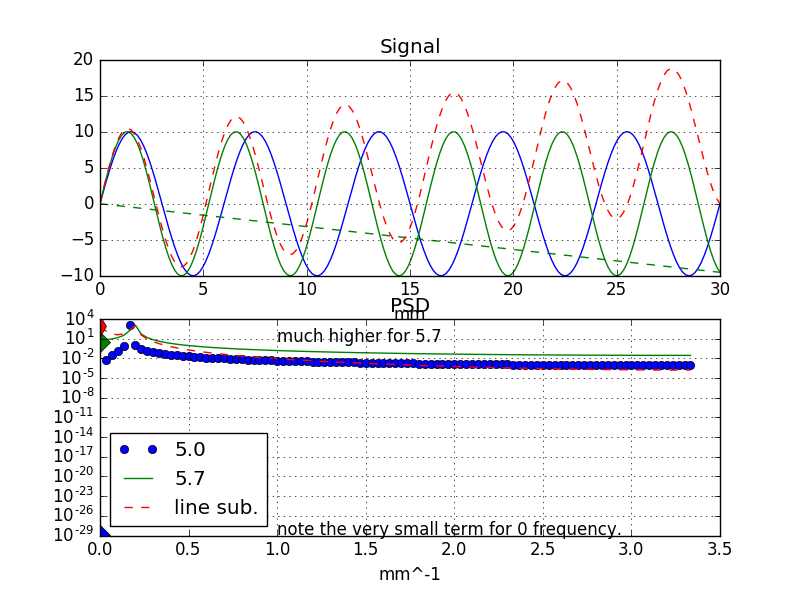 Signal
20
15
10
5
0
−5
−10
0 5 10 15 20 25 30
mm
PSD
10^4
10^1
10^-2
10^-5
10^-8
10^-11
10^-14
10^-17
10^-20
10^-23
10^-26
10^-29
much higher for 5.7
5.0
5.7
line sub.
note the very small term for 0 frequency.
0.0 0.5 1.0 1.5 2.0 2.5 3.0 3.5
mm^-1